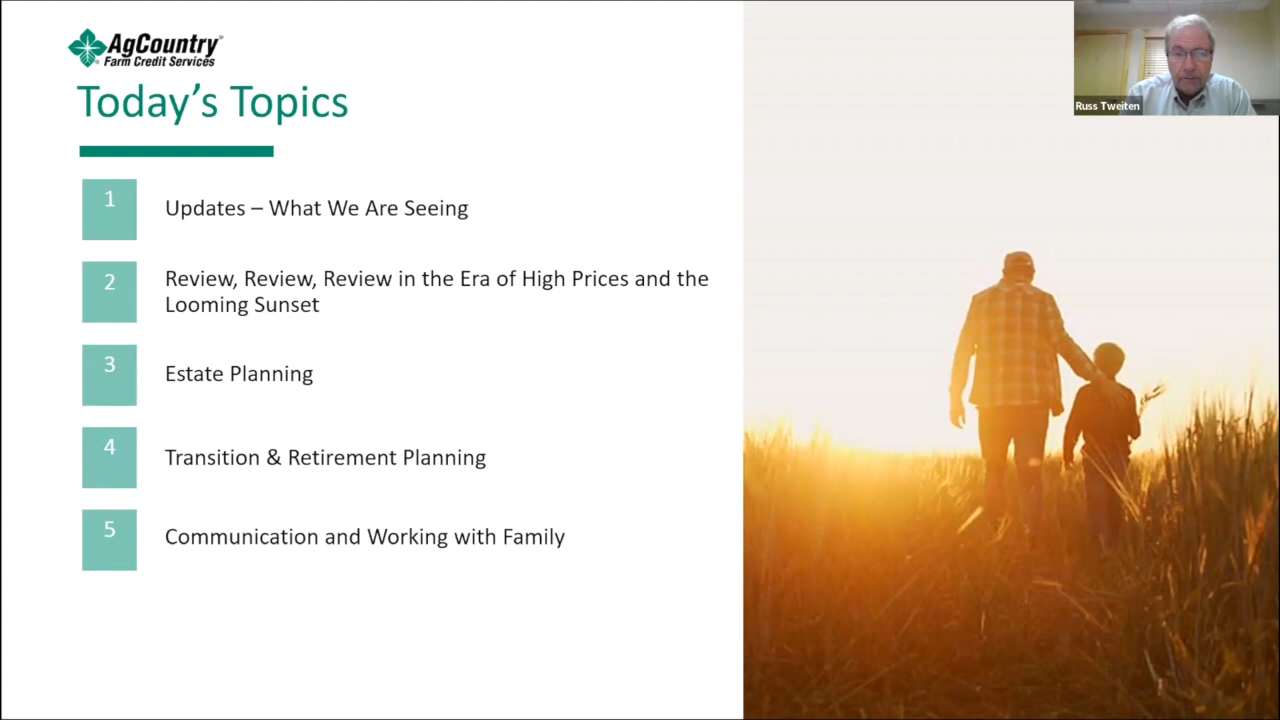 AgCountry®
Farm Credit Services
Today's Topics
1
Updates – What We Are Seeing
2
Review, Review, Review in the Era of High Prices and the
Looming Sunset
3
Estate Planning
4
Transition & Retirement Planning
5
Communication and Working with Family
Russ Tweiten